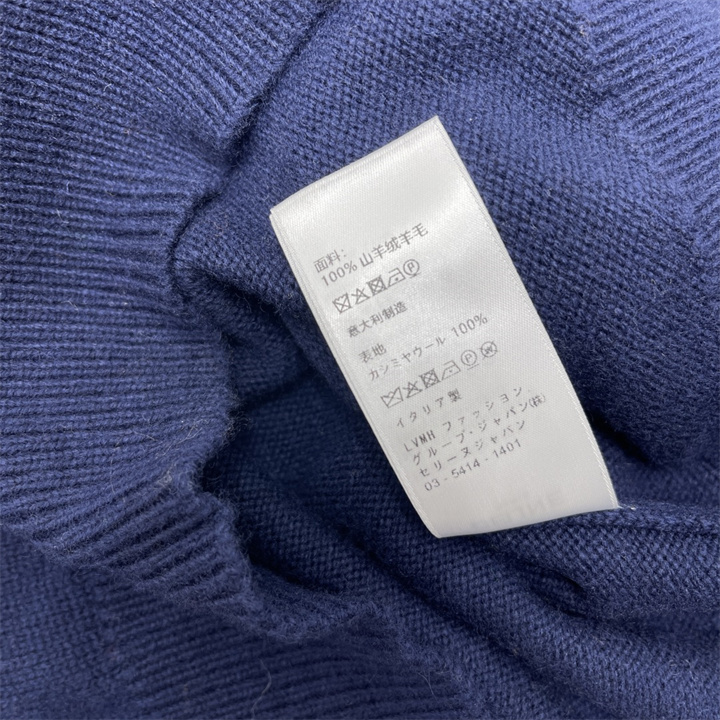 面料:
100% 山羊绒羊毛
意大利制造
表地
カシミヤウール 100%
イタリア製
LVMH ファッション.
グループ・ジャパン(株)
セリーヌジャパン
03 - 5414 - 1401